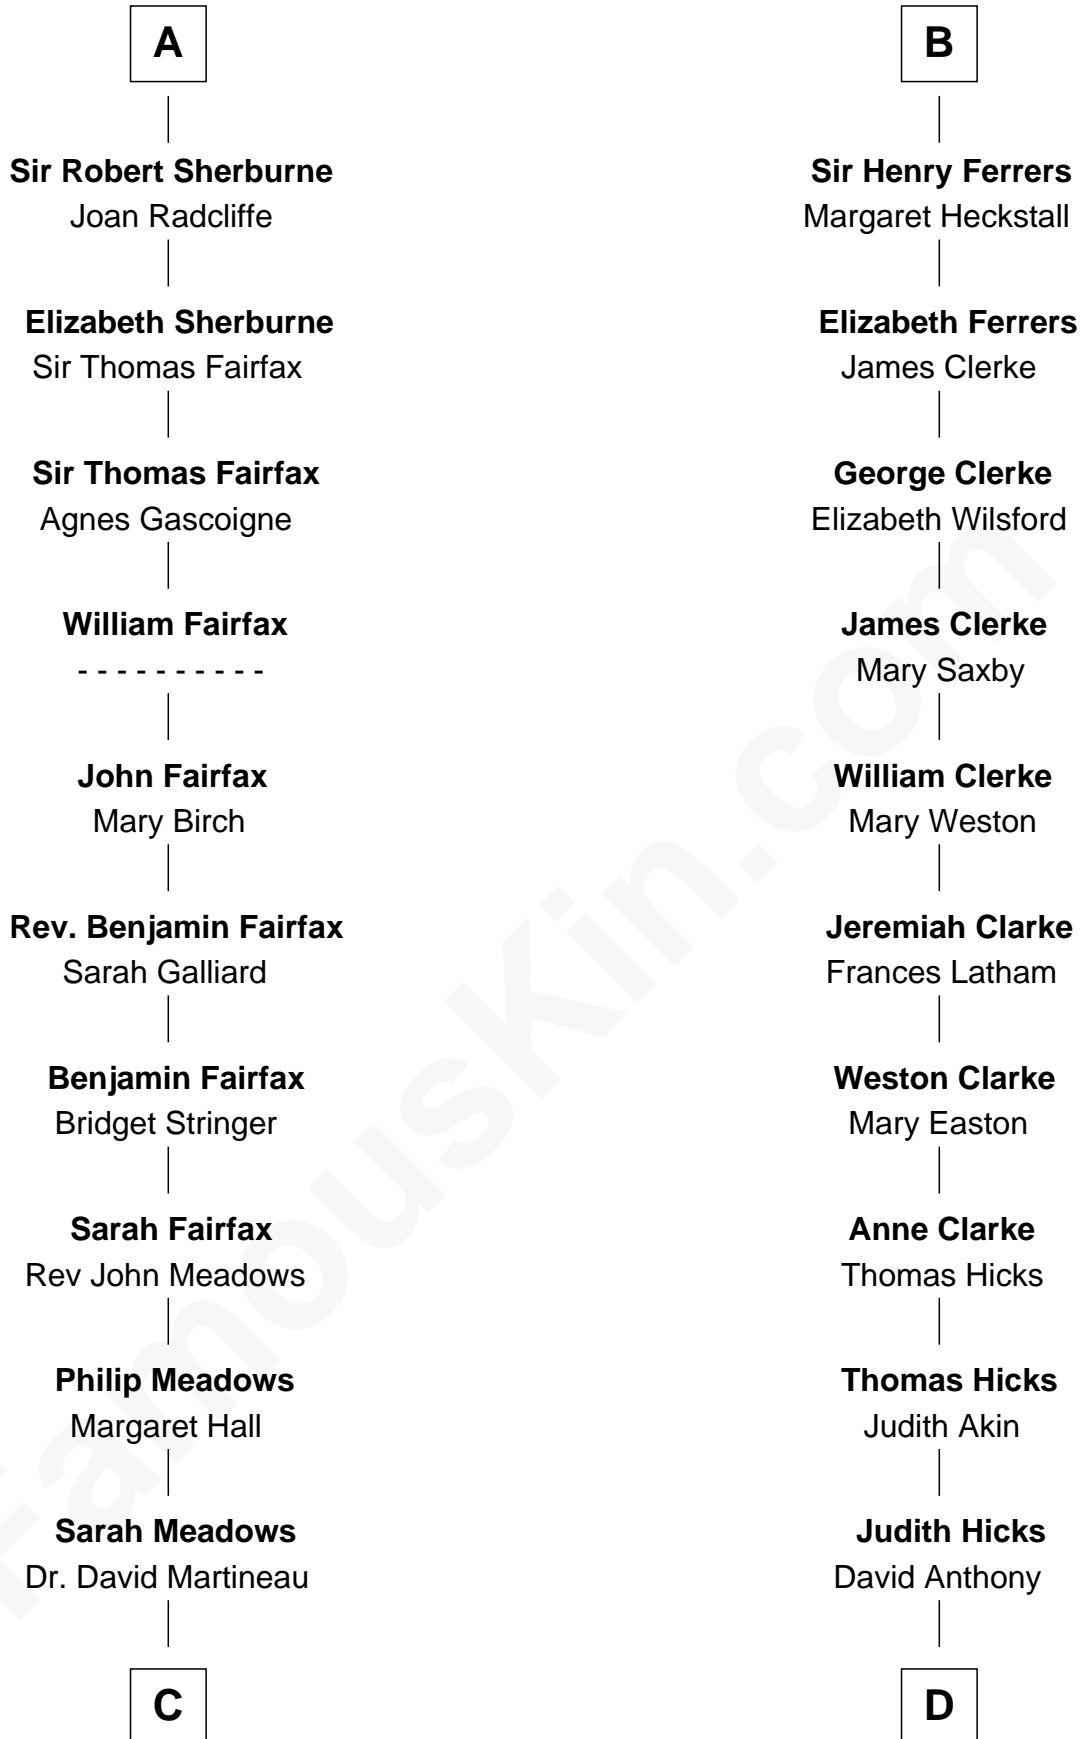 A
Sir Robert Sherburne
Joan Radcliffe
Elizabeth Sherburne
Sir Thomas Fairfax
Sir Thomas Fairfax
Agnes Gascoigne
William Fairfax
- - - - - - - - - -
John Fairfax
Mary Birch
Rev. Benjamin Fairfax
Sarah Galliard
Benjamin Fairfax
Bridget Stringer
Sarah Fairfax
Rev John Meadows
Philip Meadows
Margaret Hall
Sarah Meadows
Dr. David Martineau
C
B
Sir Henry Ferrers
Margaret Heckstall
Elizabeth Ferrers
James Clerke
George Clerke
Elizabeth Wilsford
James Clerke
Mary Saxby
William Clerke
Mary Weston
Jeremiah Clarke
Frances Latham
Weston Clarke
Mary Easton
Anne Clarke
Thomas Hicks
Thomas Hicks
Judith Akin
Judith Hicks
David Anthony
D
FamousKin.com